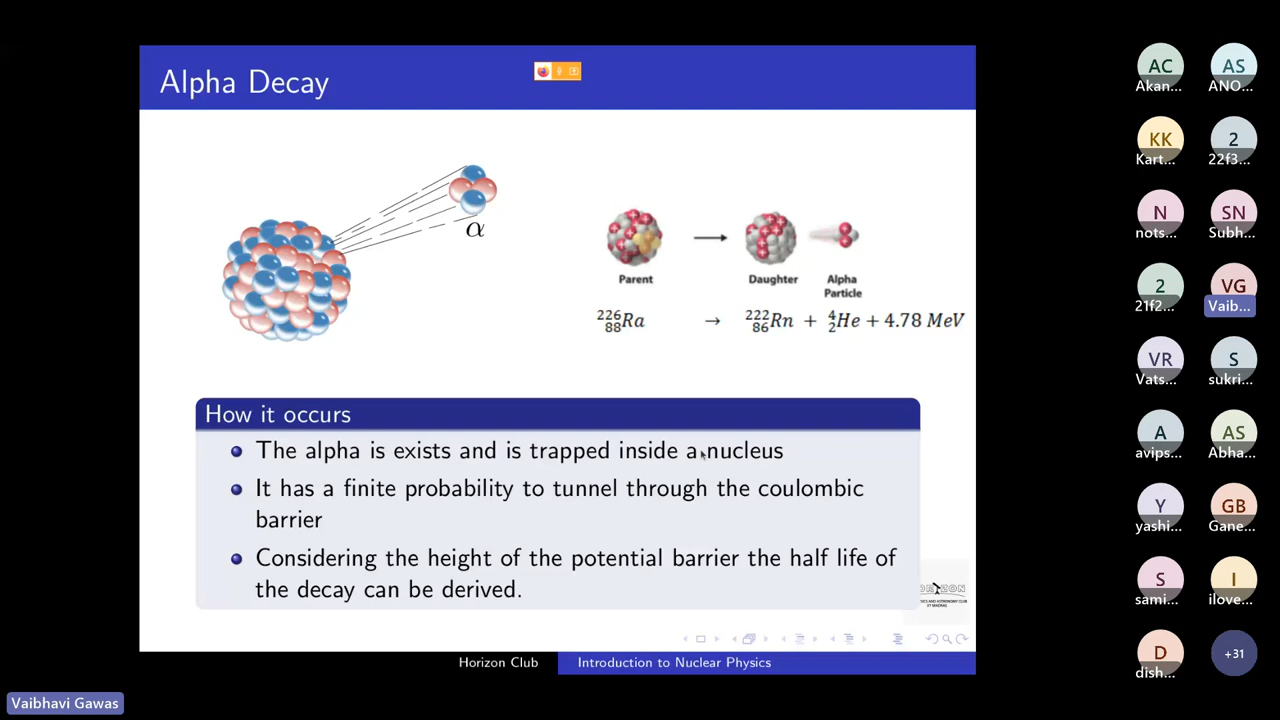 Alpha Decay
α
Parent
Daughter
Alpha
Particle
²²⁶₈₈Ra → ²²²₈₆Rn + ⁴₂He + 4.78 MeV
How it occurs
The alpha is exists and is trapped inside a nucleus
It has a finite probability to tunnel through the coulombic
barrier
Considering the height of the potential barrier the half life of
the decay can be derived.
Horizon Club
Introduction to Nuclear Physics
Vaibhavi Gawas
AC
Akan...
AS
ANO...
KK
Kart...
2
22f3...
N
nots...
SN
Subh...
2
21f2...
VG
Vaib...
VR
Vats...
S
sukri...
A
avips...
AS
Abha...
Y
yashi...
GB
Gane...
S
sami...
I
ilove...
D
dish...
+31